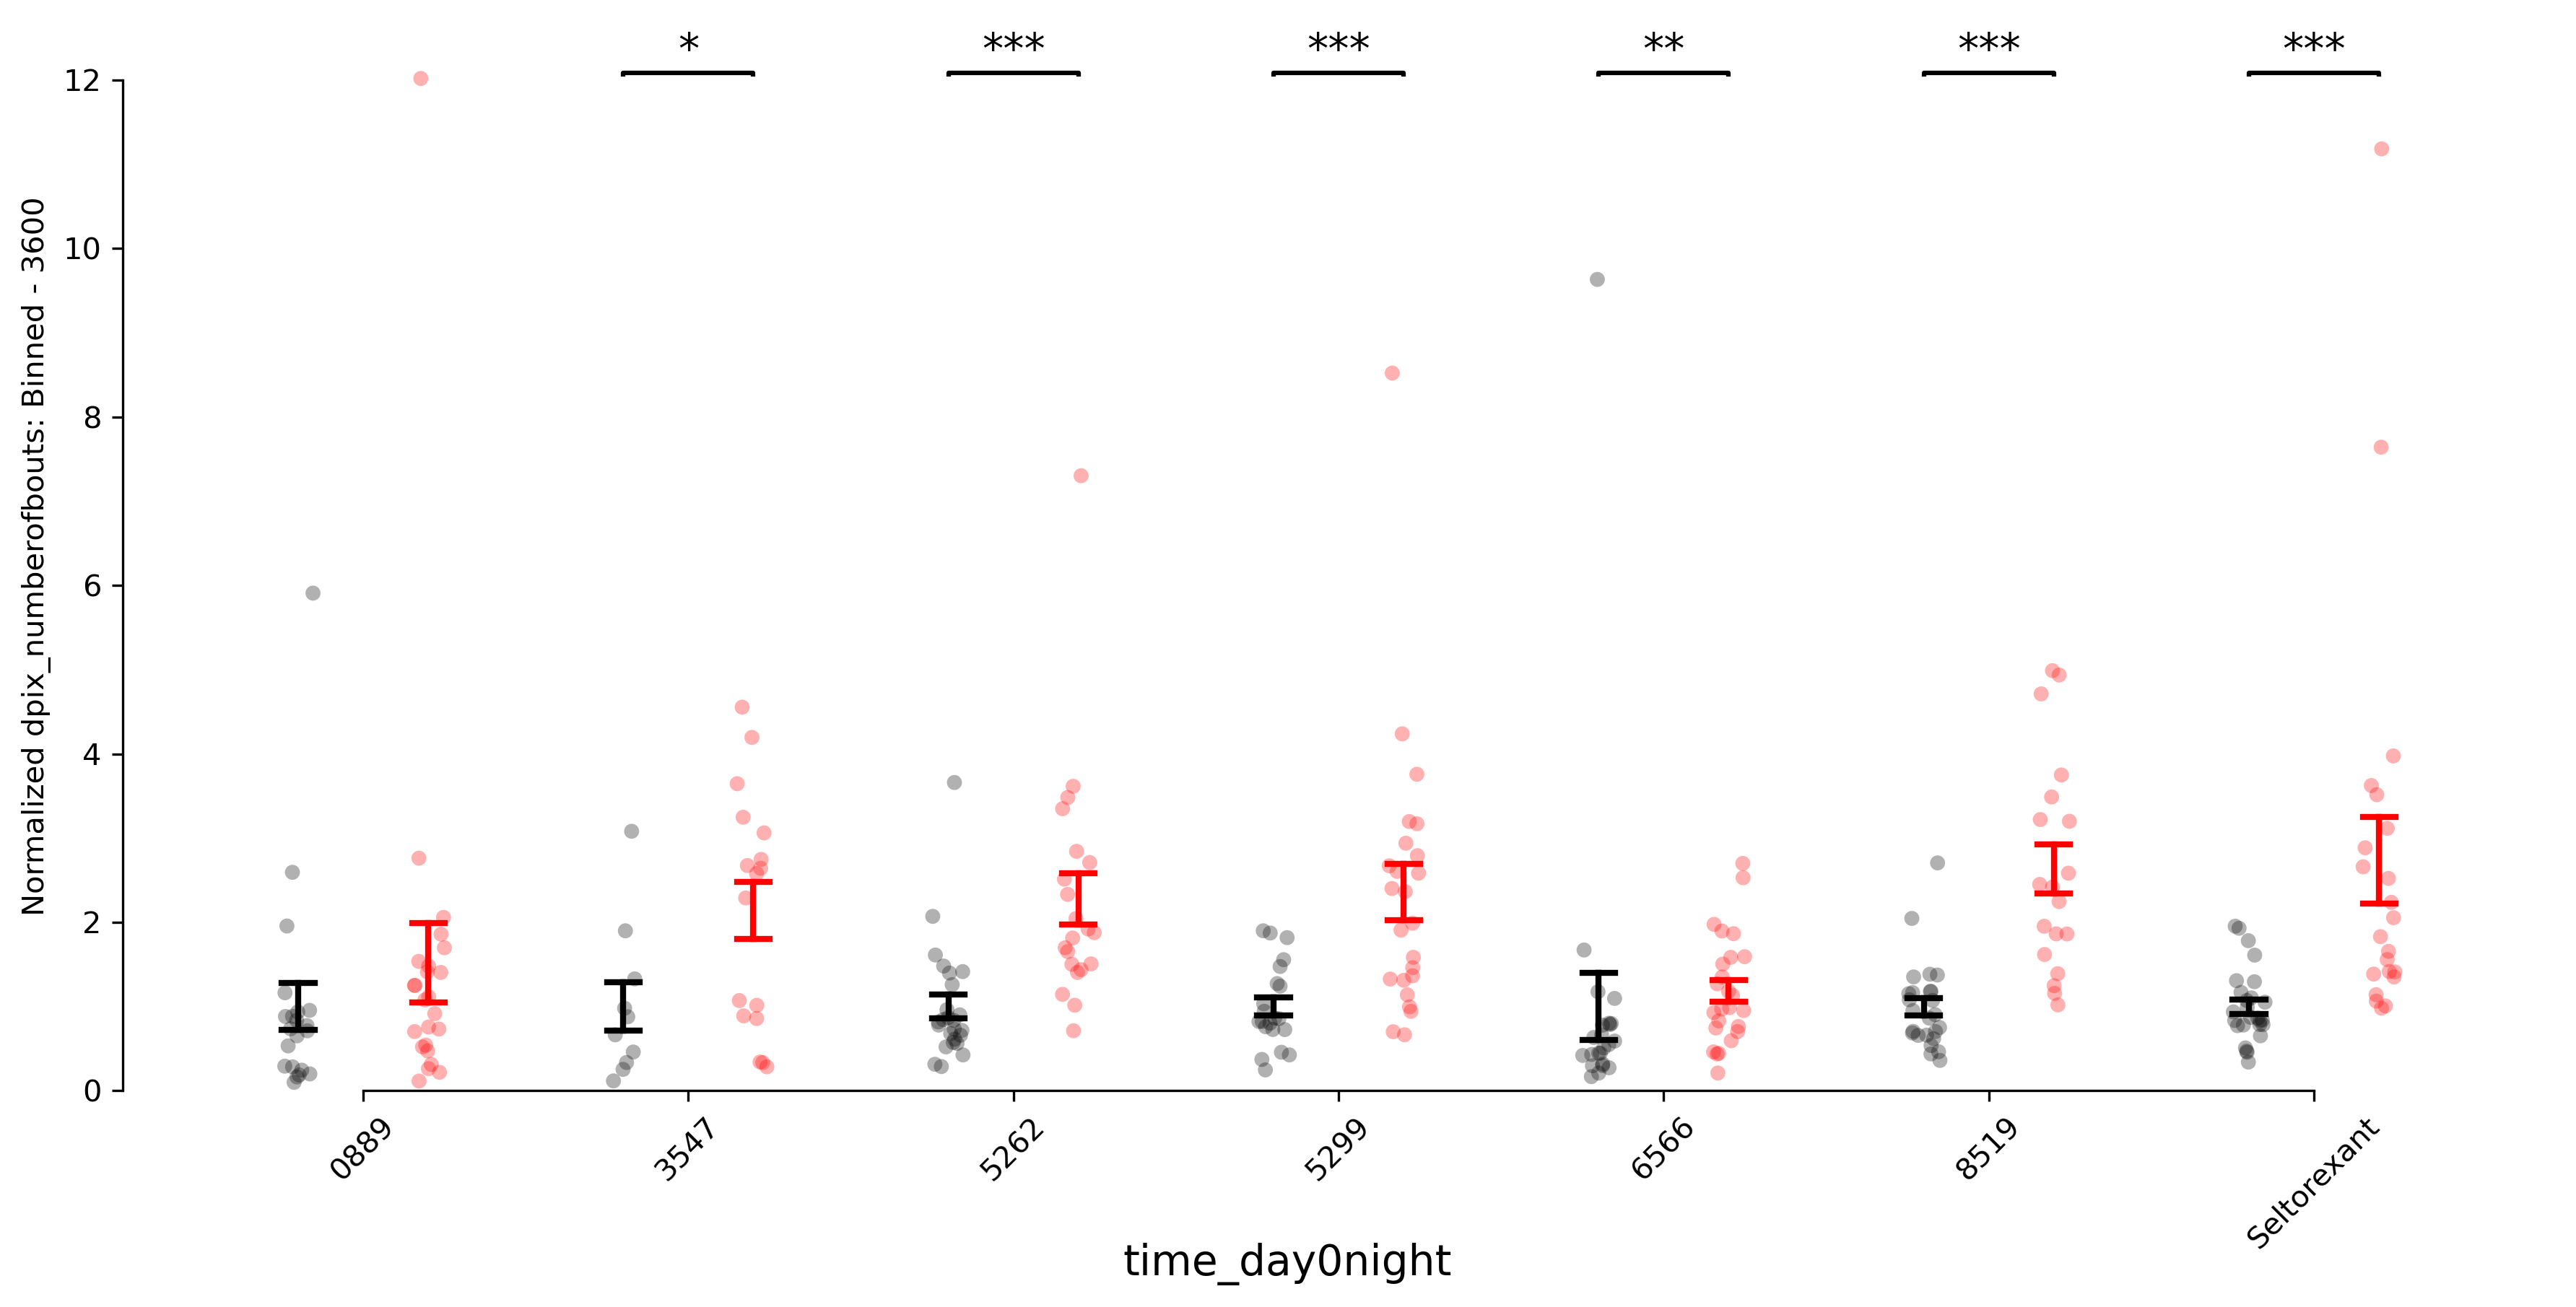 * *** *** ** *** ***
12
10
8
6
4
2
0
Normalized dpix_numberofbouts: Binned - 3600
0889 3547 5262 5299 6566 8519 Seltorexant
time_day0night